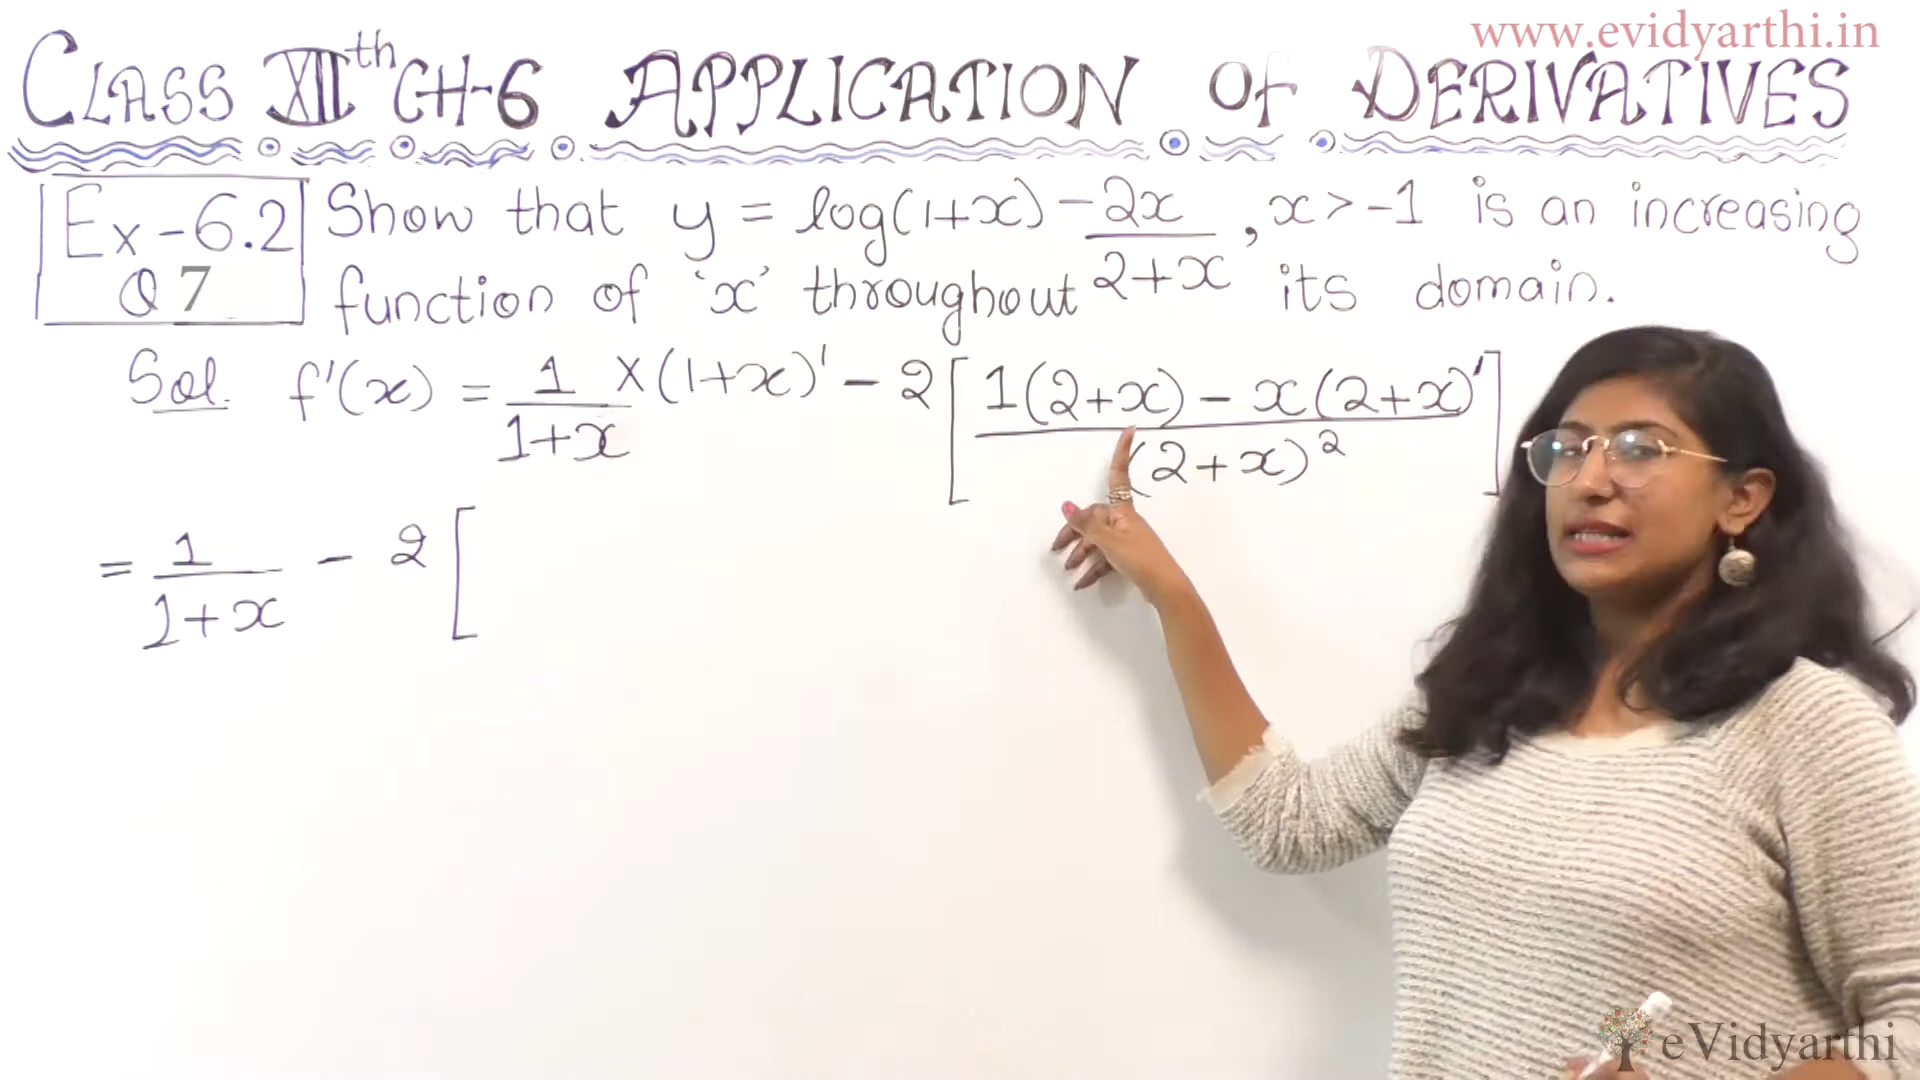 www.evidyarthi.in
CLASS XIIth CH-6 APPLICATION Of DERIVATIVES
Ex-6.2 Show that y = log(1+x) - 2x/2+x , x > -1 is an increasing
Q 7 function of 'x' throughout its domain.
Sol. f'(x) = 1/1+x × (1+x)' - 2 [ 1(2+x) - x(2+x)' / (2+x)² ]
= 1/1+x - 2 [
eVidyarthi